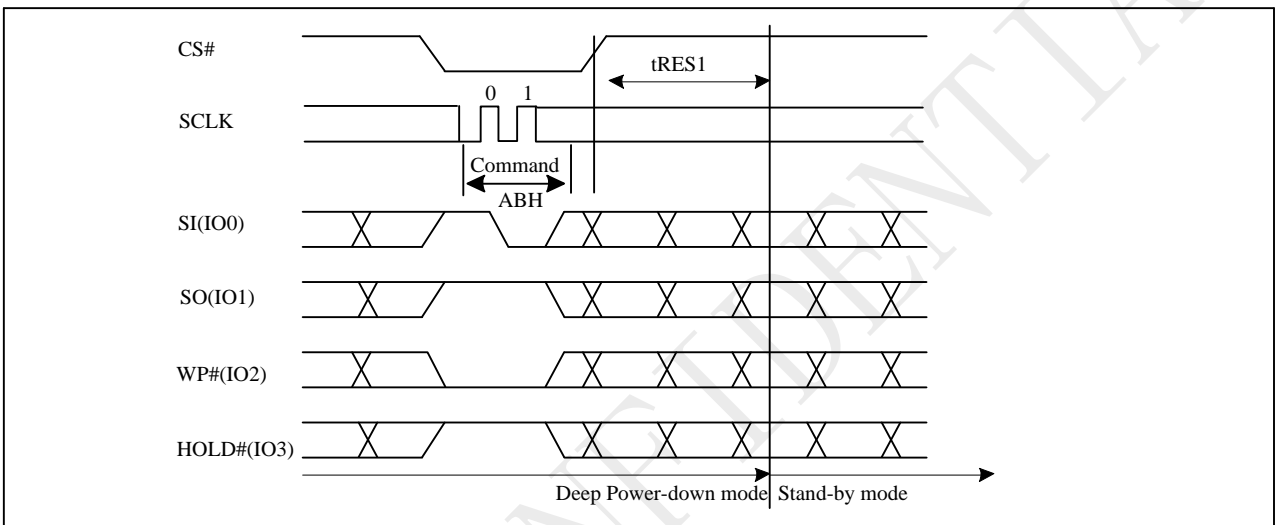 CS#
tRES1
0 1
SCLK
Command
ABH
SI(IO0)
SO(IO1)
WP#(IO2)
HOLD#(IO3)
Deep Power-down mode Stand-by mode
NFIDENTIA